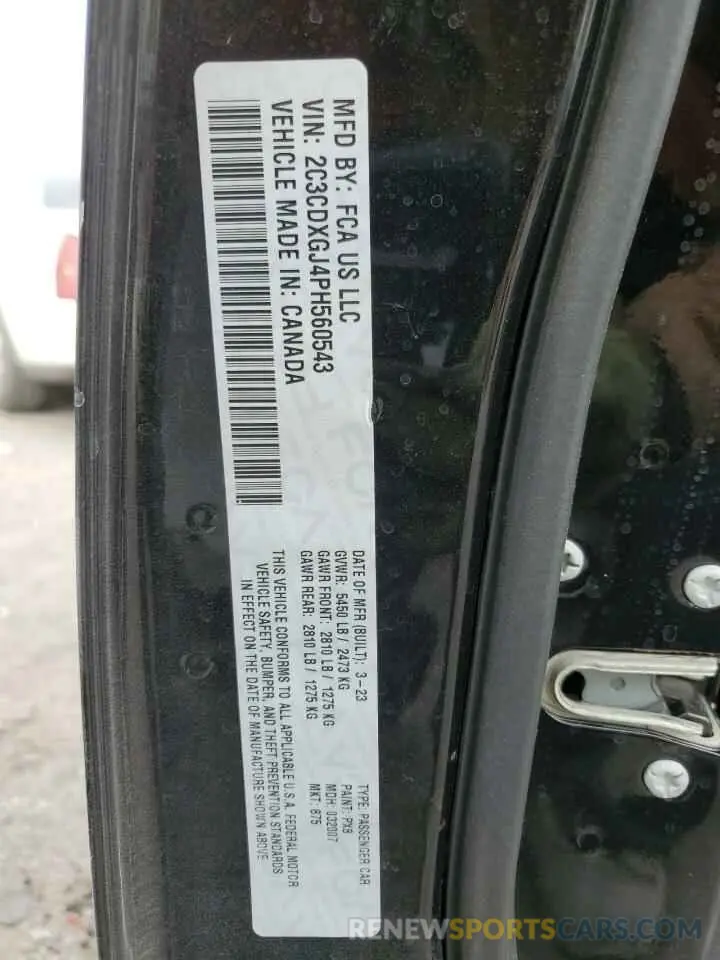 MFD BY: FCA US LLC
VIN: 2C3CDXGJ4PH560543
VEHICLE MADE IN: CANADA
DATE OF MFR (BUILT): 3-23
GVWR: 5450 LB / 2473 KG
GAWR FRONT: 2810 LB / 1275 KG
GAWR REAR: 2810 LB / 1275 KG
THIS VEHICLE CONFORMS TO ALL APPLICABLE U.S.A. FEDERAL MOTOR
VEHICLE SAFETY, BUMPER, AND THEFT PREVENTION STANDARDS
IN EFFECT ON THE DATE OF MANUFACTURE SHOWN ABOVE
TYPE: PASSENGER CAR
PAINT: PX8
MDH: 032007
MKT: 875
RENEWSPORTSCARS.COM